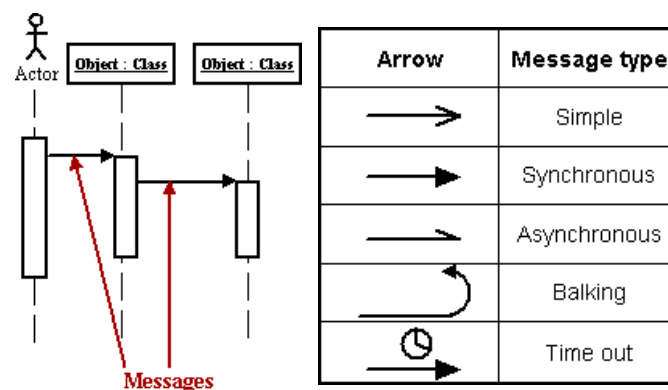 Actor
Object : Class
Object : Class
Messages
Arrow Message type
Simple
Synchronous
Asynchronous
Balking
Time out